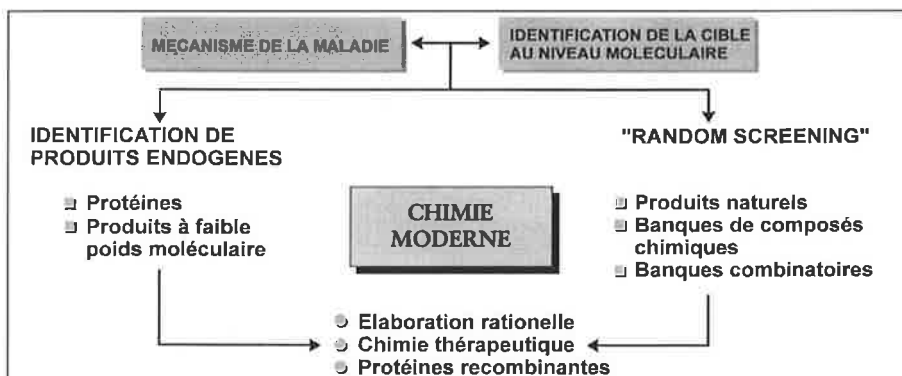 MECANISME DE LA MALADIE
IDENTIFICATION DE LA CIBLE
AU NIVEAU MOLECULAIRE
IDENTIFICATION DE
PRODUITS ENDOGENES
"RANDOM SCREENING"
Protéines
Produits à faible
poids moléculaire
CHIMIE
MODERNE
Produits naturels
Banques de composés
chimiques
Banques combinatoires
Elaboration rationelle
Chimie thérapeutique
Protéines recombinantes